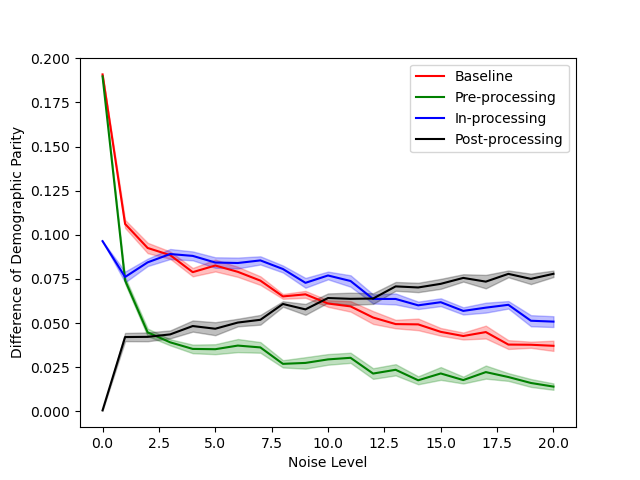 Baseline
Pre-processing
In-processing
Post-processing
Difference of Demographic Parity
0.200
0.175
0.150
0.125
0.100
0.075
0.050
0.025
0.000
0.0 2.5 5.0 7.5 10.0 12.5 15.0 17.5 20.0
Noise Level